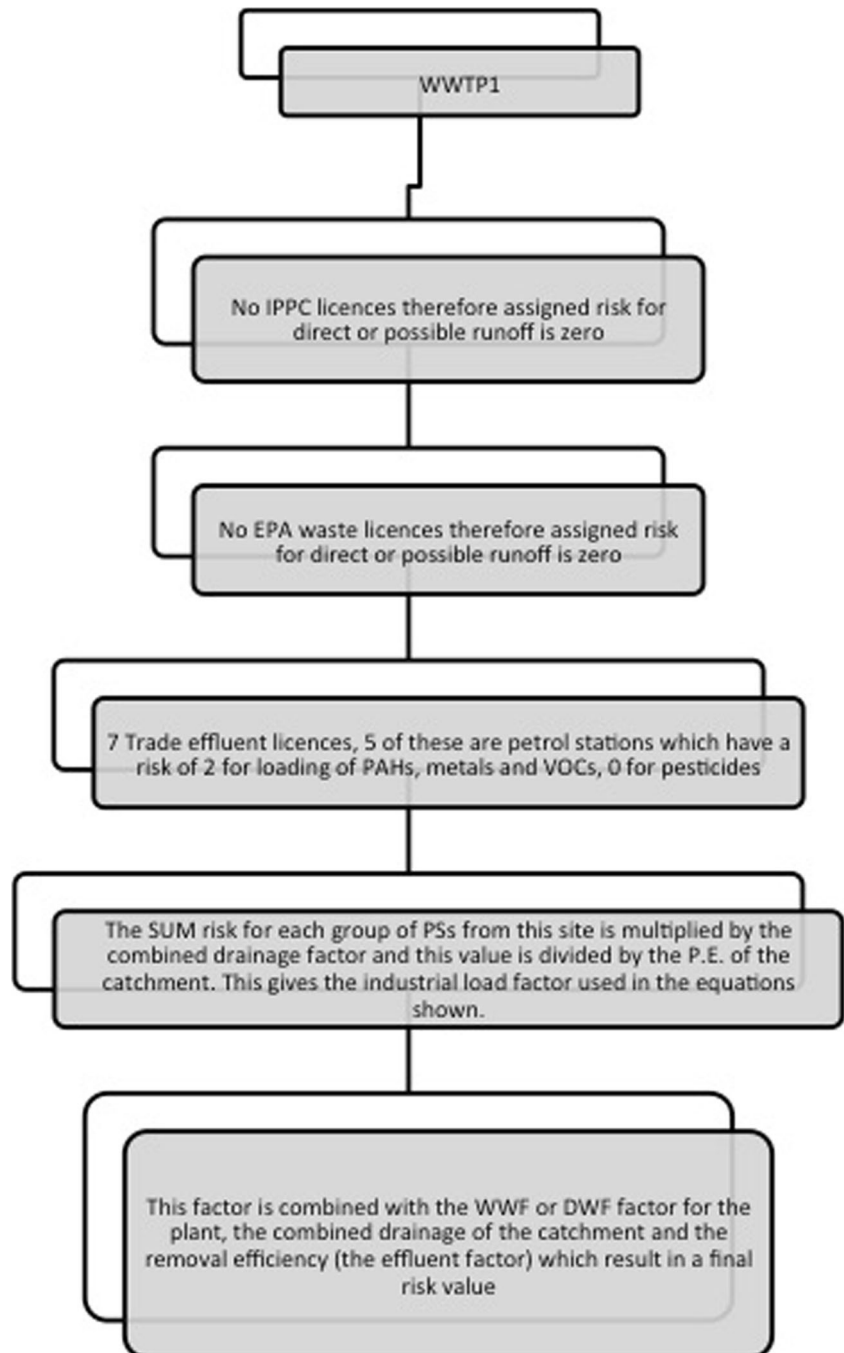 WWTP1
No IPPC licences therefore assigned risk for
direct or possible runoff is zero
No EPA waste licences therefore assigned risk
for direct or possible runoff is zero
7 Trade effluent licences, 5 of these are petrol stations which have a
risk of 2 for loading of PAHs, metals and VOCs, 0 for pesticides
The SUM risk for each group of PSs from this site is multiplied by the
combined drainage factor and this value is divided by the P.E. of the
catchment. This gives the industrial load factor used in the equations
shown.
This factor is combined with the WWF or DWF factor for the
plant, the combined drainage of the catchment and the
removal efficiency (the effluent factor) which result in a final
risk value